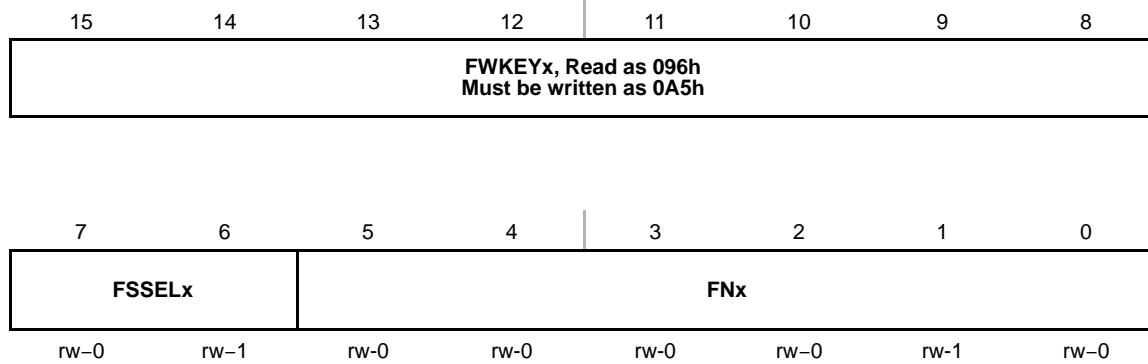 15 14 13 12 11 10 9 8
FWKEYx, Read as 096h
Must be written as 0A5h
7 6 5 4 3 2 1 0
FSSELx FNx
rw−0 rw−1 rw-0 rw-0 rw-0 rw−0 rw-1 rw−0